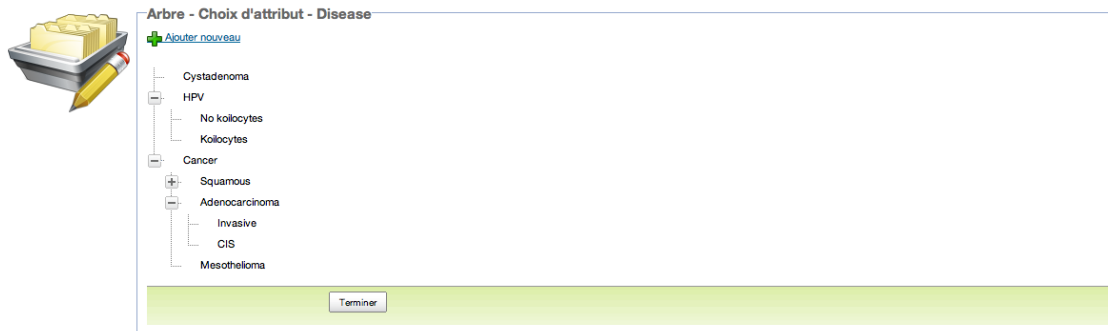 Arbre - Choix d'attribut - Disease
Ajouter nouveau
Cystadenoma
HPV
No koilocytes
Koilocytes
Cancer
Squamous
Adenocarcinoma
Invasive
CIS
Mesothelioma
Terminer